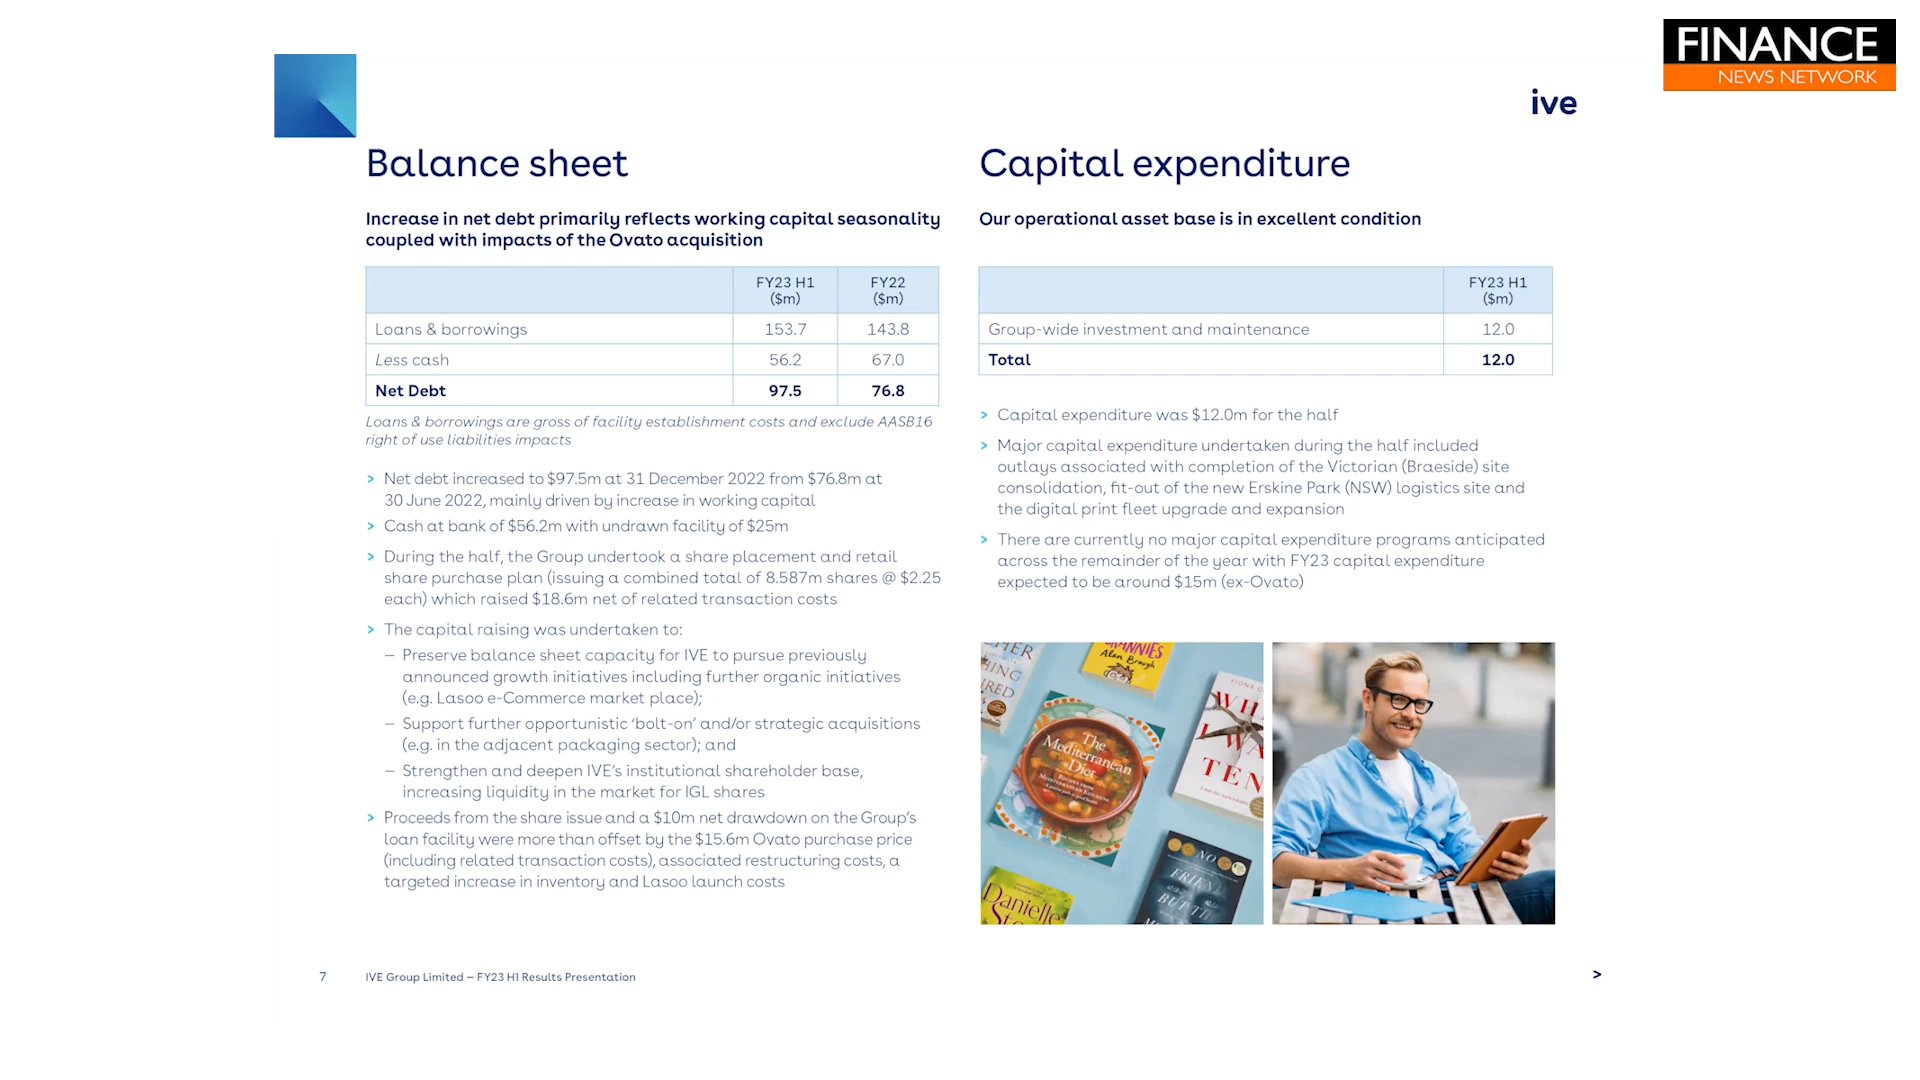 FINANCE
NEWS NETWORK
ive
Balance sheet
Increase in net debt primarily reflects working capital seasonality
coupled with impacts of the Ovato acquisition
FY23 H1 FY22
($m) ($m)
Loans & borrowings 153.7 143.8
Less cash 56.2 67.0
Net Debt 97.5 76.8
Loans & borrowings are gross of facility establishment costs and exclude AASB16
right of use liabilities impacts
> Net debt increased to $97.5m at 31 December 2022 from $76.8m at
30 June 2022, mainly driven by increase in working capital
> Cash at bank of $56.2m with undrawn facility of $25m
> During the half, the Group undertook a share placement and retail
share purchase plan (issuing a combined total of 8.587m shares @ $2.25
each) which raised $18.6m net of related transaction costs
> The capital raising was undertaken to:
– Preserve balance sheet capacity for IVE to pursue previously
announced growth initiatives including further organic initiatives
(e.g. Lasoo e-Commerce market place);
– Support further opportunistic ‘bolt-on’ and/or strategic acquisitions
(e.g. in the adjacent packaging sector); and
– Strengthen and deepen IVE’s institutional shareholder base,
increasing liquidity in the market for IGL shares
> Proceeds from the share issue and a $10m net drawdown on the Group’s
loan facility were more than offset by the $15.6m Ovato purchase price
(including related transaction costs), associated restructuring costs, a
targeted increase in inventory and Lasoo launch costs
Capital expenditure
Our operational asset base is in excellent condition
FY23 H1
($m)
Group-wide investment and maintenance 12.0
Total 12.0
> Capital expenditure was $12.0m for the half
> Major capital expenditure undertaken during the half included
outlays associated with completion of the Victorian (Braeside) site
consolidation, fit-out of the new Erskine Park (NSW) logistics site and
the digital print fleet upgrade and expansion
> There are currently no major capital expenditure programs anticipated
across the remainder of the year with FY23 capital expenditure
expected to be around $15m (ex-Ovato)
Alan Brough
The
Mediterranean
Diet
RECIPES FROM
MEDITERRANEAN KITCHENS
TEN
NO
BUT
Danielle
7 IVE Group Limited – FY23 H1 Results Presentation
>